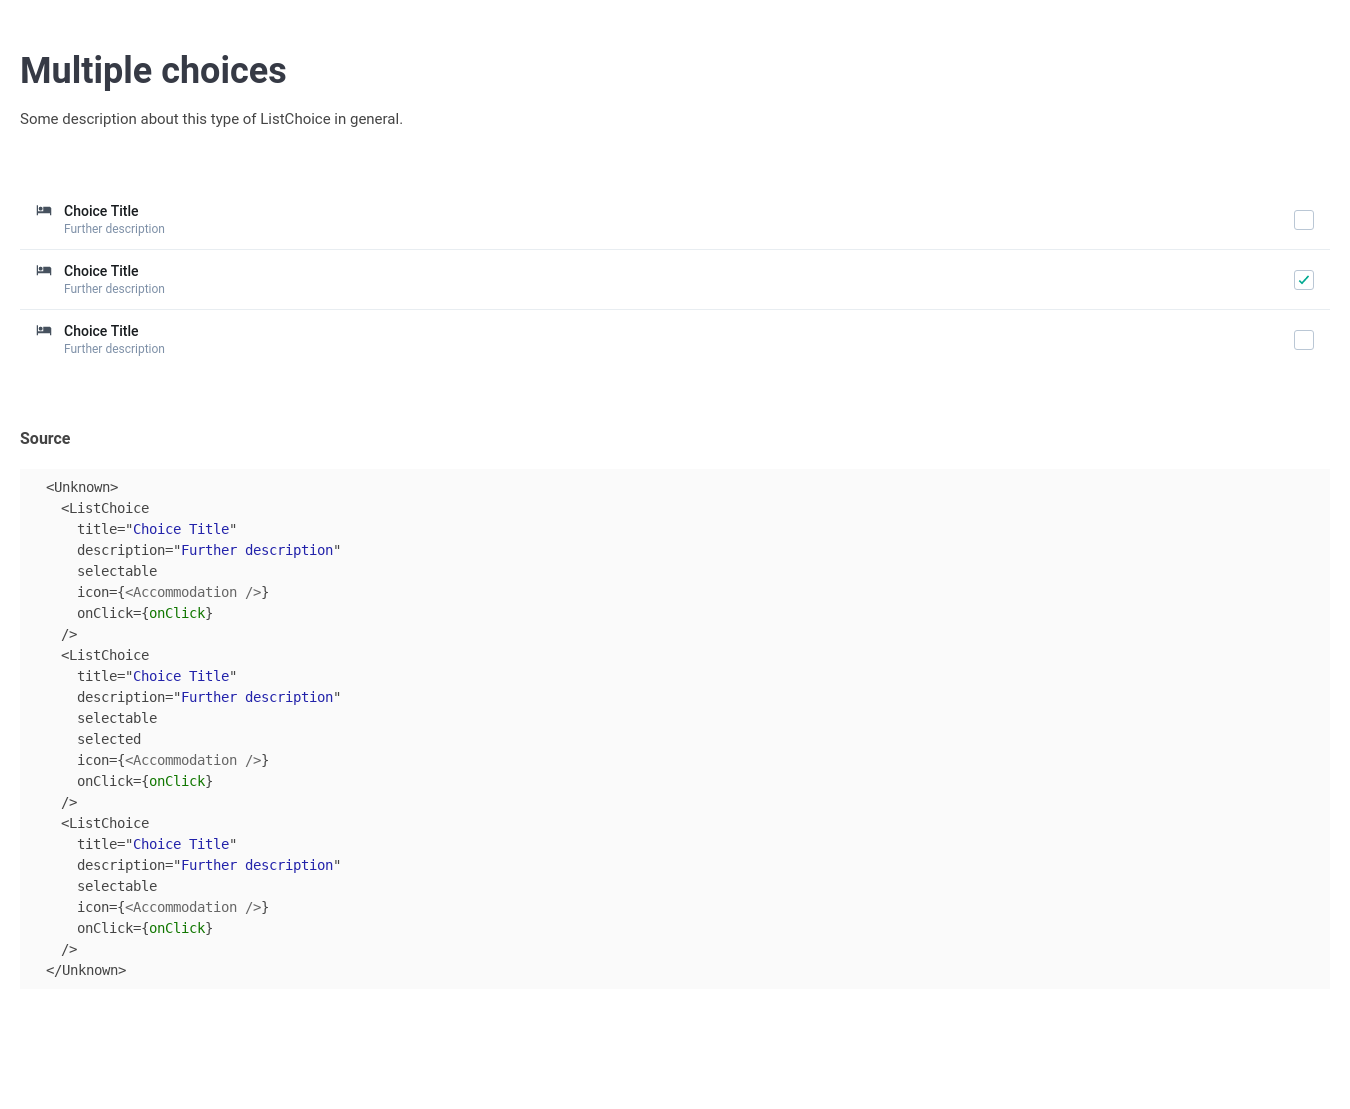 Multiple choices
Some description about this type of ListChoice in general.
Choice Title
Further description
Choice Title
Further description
Choice Title
Further description
Source
<Unknown>
<ListChoice
title="Choice Title"
description="Further description"
selectable
icon={<Accommodation />}
onClick={onClick}
/>
<ListChoice
title="Choice Title"
description="Further description"
selectable
selected
icon={<Accommodation />}
onClick={onClick}
/>
<ListChoice
title="Choice Title"
description="Further description"
selectable
icon={<Accommodation />}
onClick={onClick}
/>
</Unknown>